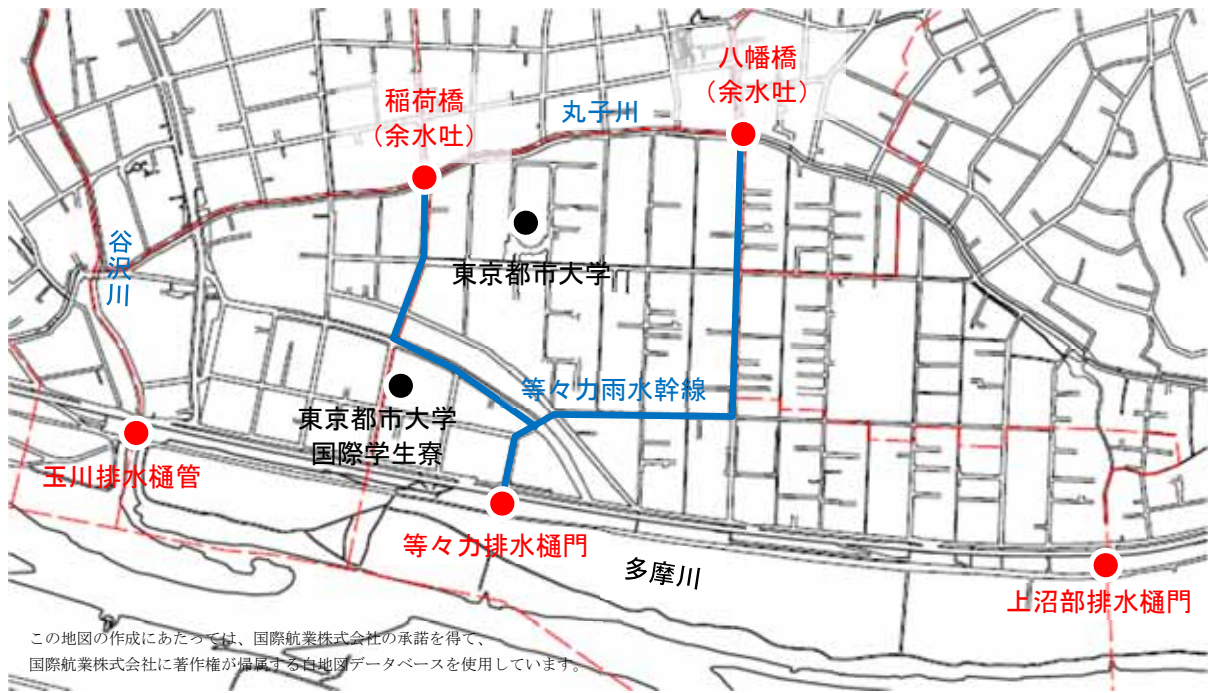 八幡橋
(余水吐)
稲荷橋
(余水吐)
丸子川
谷沢川
東京都市大学
等々力雨水幹線
東京都市大学
国際学生寮
玉川排水樋管
等々力排水樋門
多摩川
上沼部排水樋門
この地図の作成にあたっては、国際航業株式会社の承諾を得て、
国際航業株式会社に著作権が帰属する白地図データベースを使用しています。